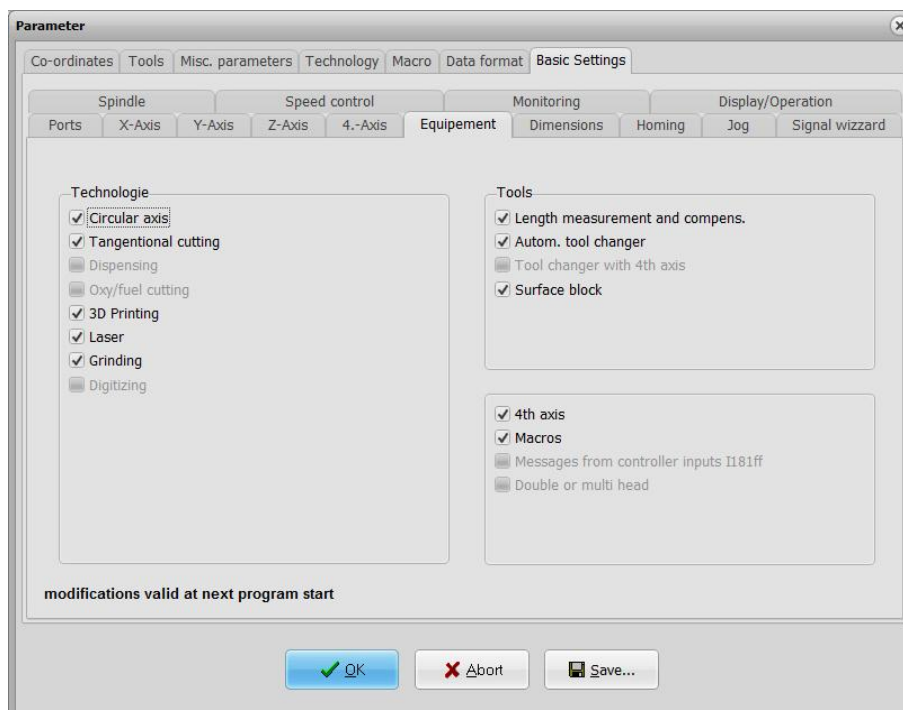 Parameter
Co-ordinates Tools Misc. parameters Technology Macro Data format Basic Settings
Spindle Speed control Monitoring Display/Operation
Ports X-Axis Y-Axis Z-Axis 4.-Axis Equipement Dimensions Homing Jog Signal wizzard
Technologie
Circular axis
Tangentional cutting
Dispensing
Oxy/fuel cutting
3D Printing
Laser
Grinding
Digitizing
Tools
Length measurement and compens.
Autom. tool changer
Tool changer with 4th axis
Surface block
4th axis
Macros
Messages from controller inputs I181ff
Double or multi head
modifications valid at next program start
OK Abort Save...